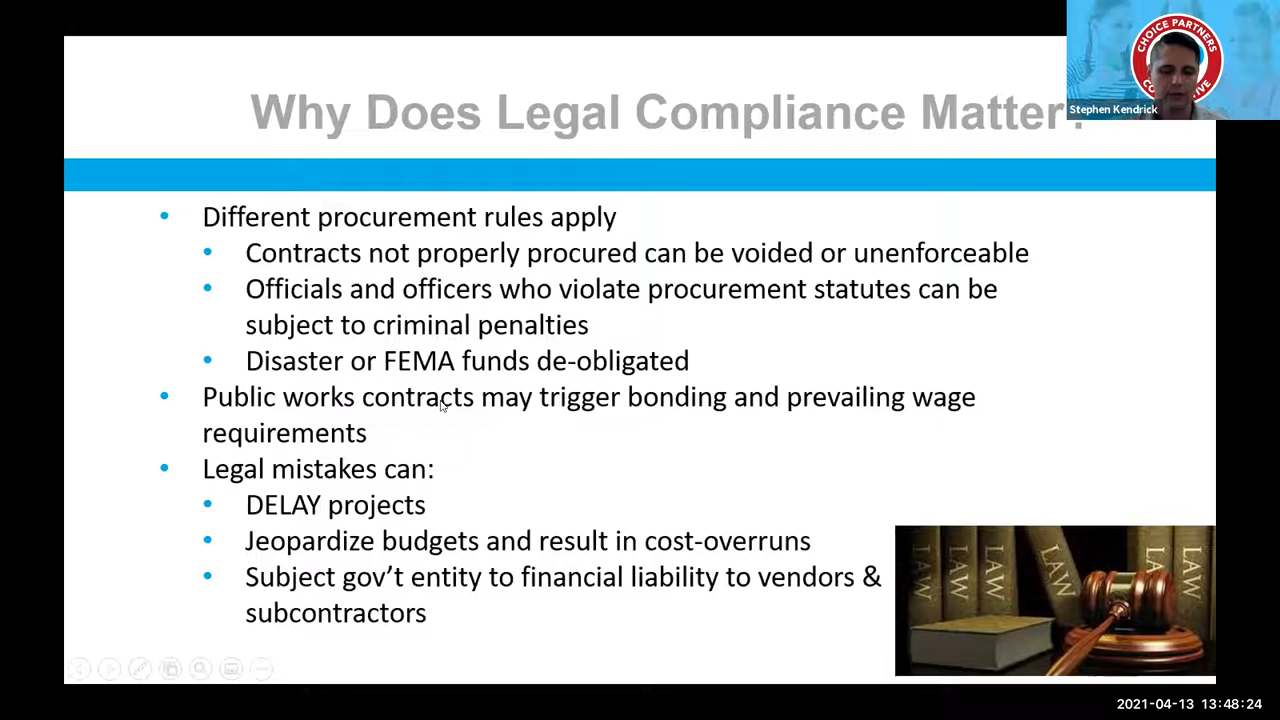 CHOICE PARTNERS
Stephen Kendrick
Why Does Legal Compliance Matter?
• Different procurement rules apply
• Contracts not properly procured can be voided or unenforceable
• Officials and officers who violate procurement statutes can be
subject to criminal penalties
• Disaster or FEMA funds de-obligated
• Public works contracts may trigger bonding and prevailing wage
requirements
• Legal mistakes can:
• DELAY projects
• Jeopardize budgets and result in cost-overruns
• Subject gov’t entity to financial liability to vendors &
subcontractors
LAW
LAW
LAW
LAW
LAW
2021-04-13 13:48:24